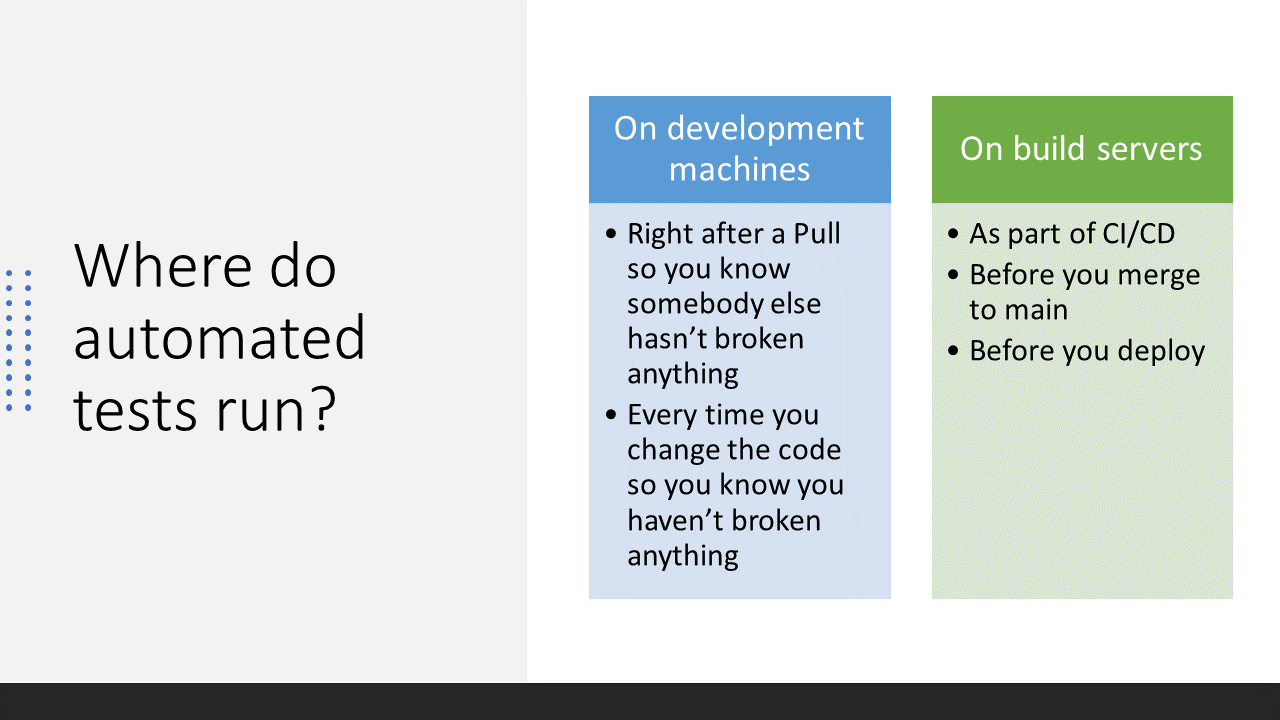 Where do
automated
tests run?
On development
machines
• Right after a Pull
so you know
somebody else
hasn’t broken
anything
• Every time you
change the code
so you know you
haven’t broken
anything
On build servers
• As part of CI/CD
• Before you merge
to main
• Before you deploy